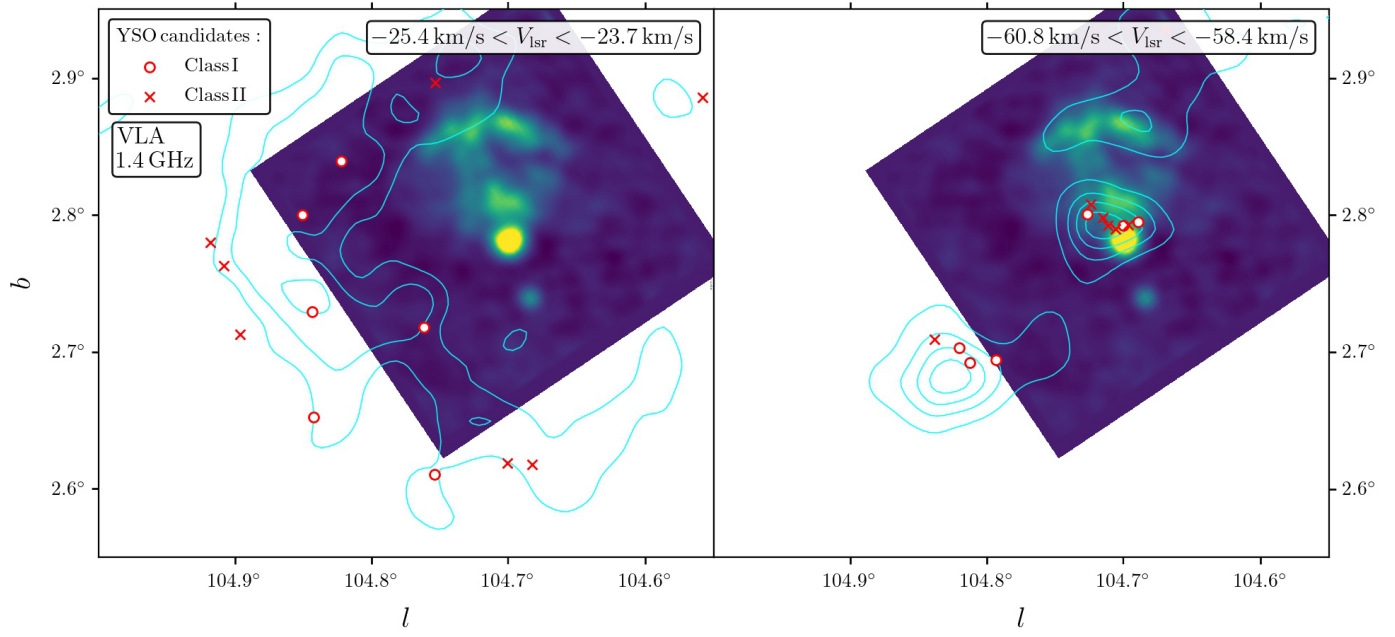 YSO candidates :
Class I
Class II
VLA
1.4 GHz
−25.4 km/s < Vlsr < −23.7 km/s
−60.8 km/s < Vlsr < −58.4 km/s
2.9°
2.8°
2.7°
2.6°
b
2.9°
2.8°
2.7°
2.6°
104.9°
104.8°
104.7°
104.6°
104.9°
104.8°
104.7°
104.6°
l
l